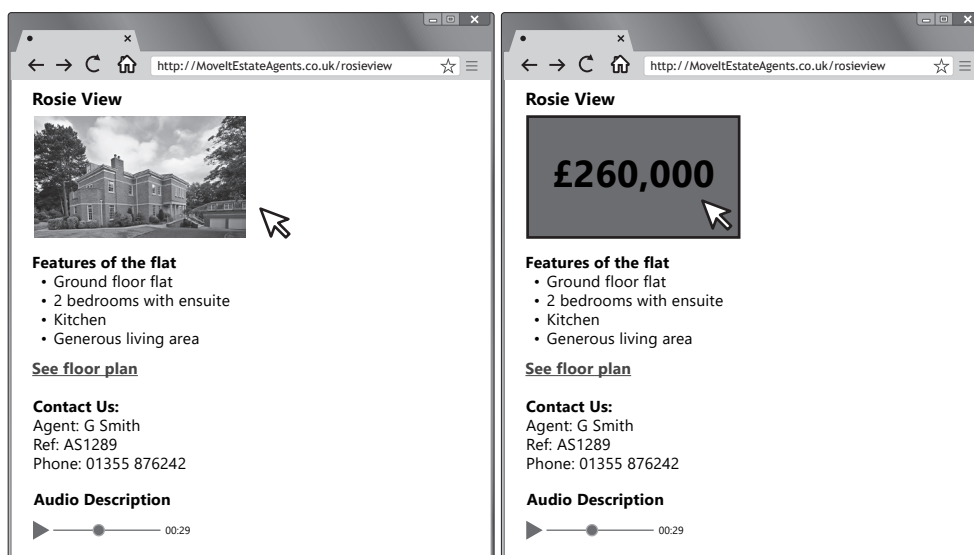 http://MoveItEstateAgents.co.uk/rosieview
Rosie View
Features of the flat
• Ground floor flat
• 2 bedrooms with ensuite
• Kitchen
• Generous living area
See floor plan
Contact Us:
Agent: G Smith
Ref: AS1289
Phone: 01355 876242
Audio Description
00:29
http://MoveItEstateAgents.co.uk/rosieview
Rosie View
£260,000
Features of the flat
• Ground floor flat
• 2 bedrooms with ensuite
• Kitchen
• Generous living area
See floor plan
Contact Us:
Agent: G Smith
Ref: AS1289
Phone: 01355 876242
Audio Description
00:29